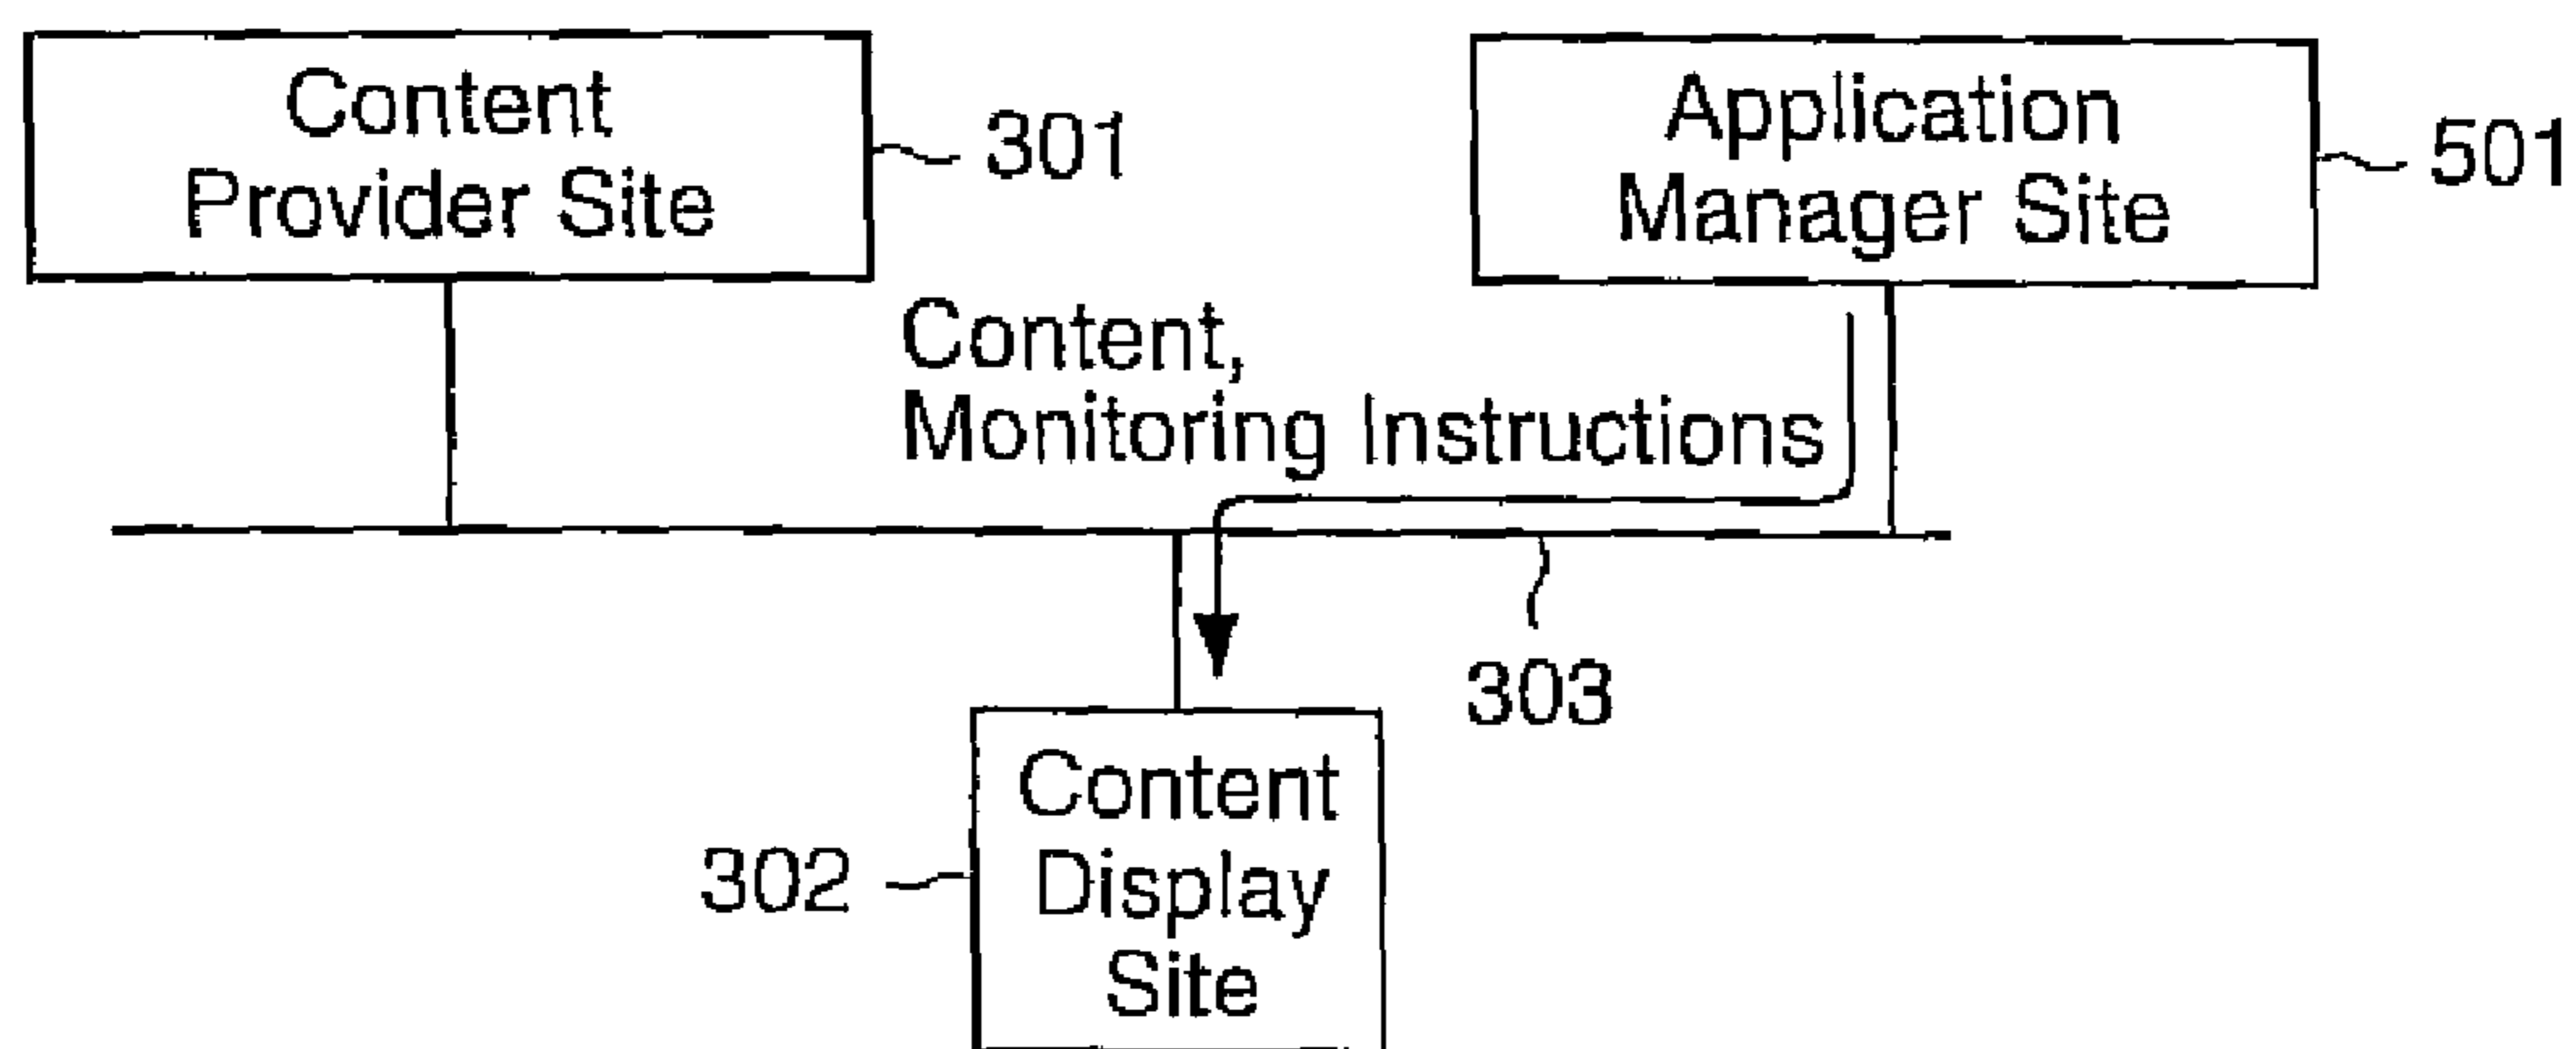 Content
Provider Site
301
Application
Manager Site
501
Content,
Monitoring Instructions
303
302
Content
Display
Site